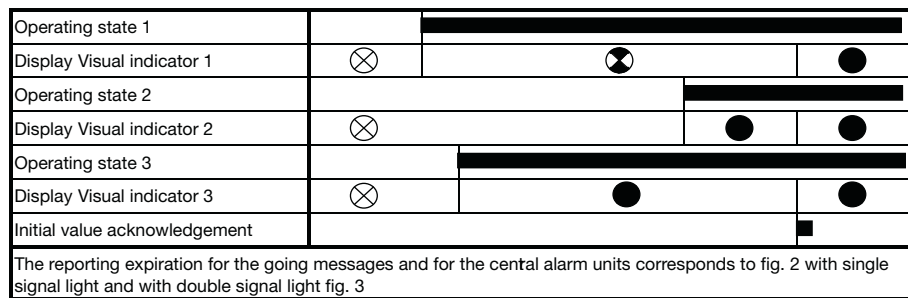 Operating state 1
Display Visual indicator 1
Operating state 2
Display Visual indicator 2
Operating state 3
Display Visual indicator 3
Initial value acknowledgement
The reporting expiration for the going messages and for the central alarm units corresponds to fig. 2 with single
signal light and with double signal light fig. 3